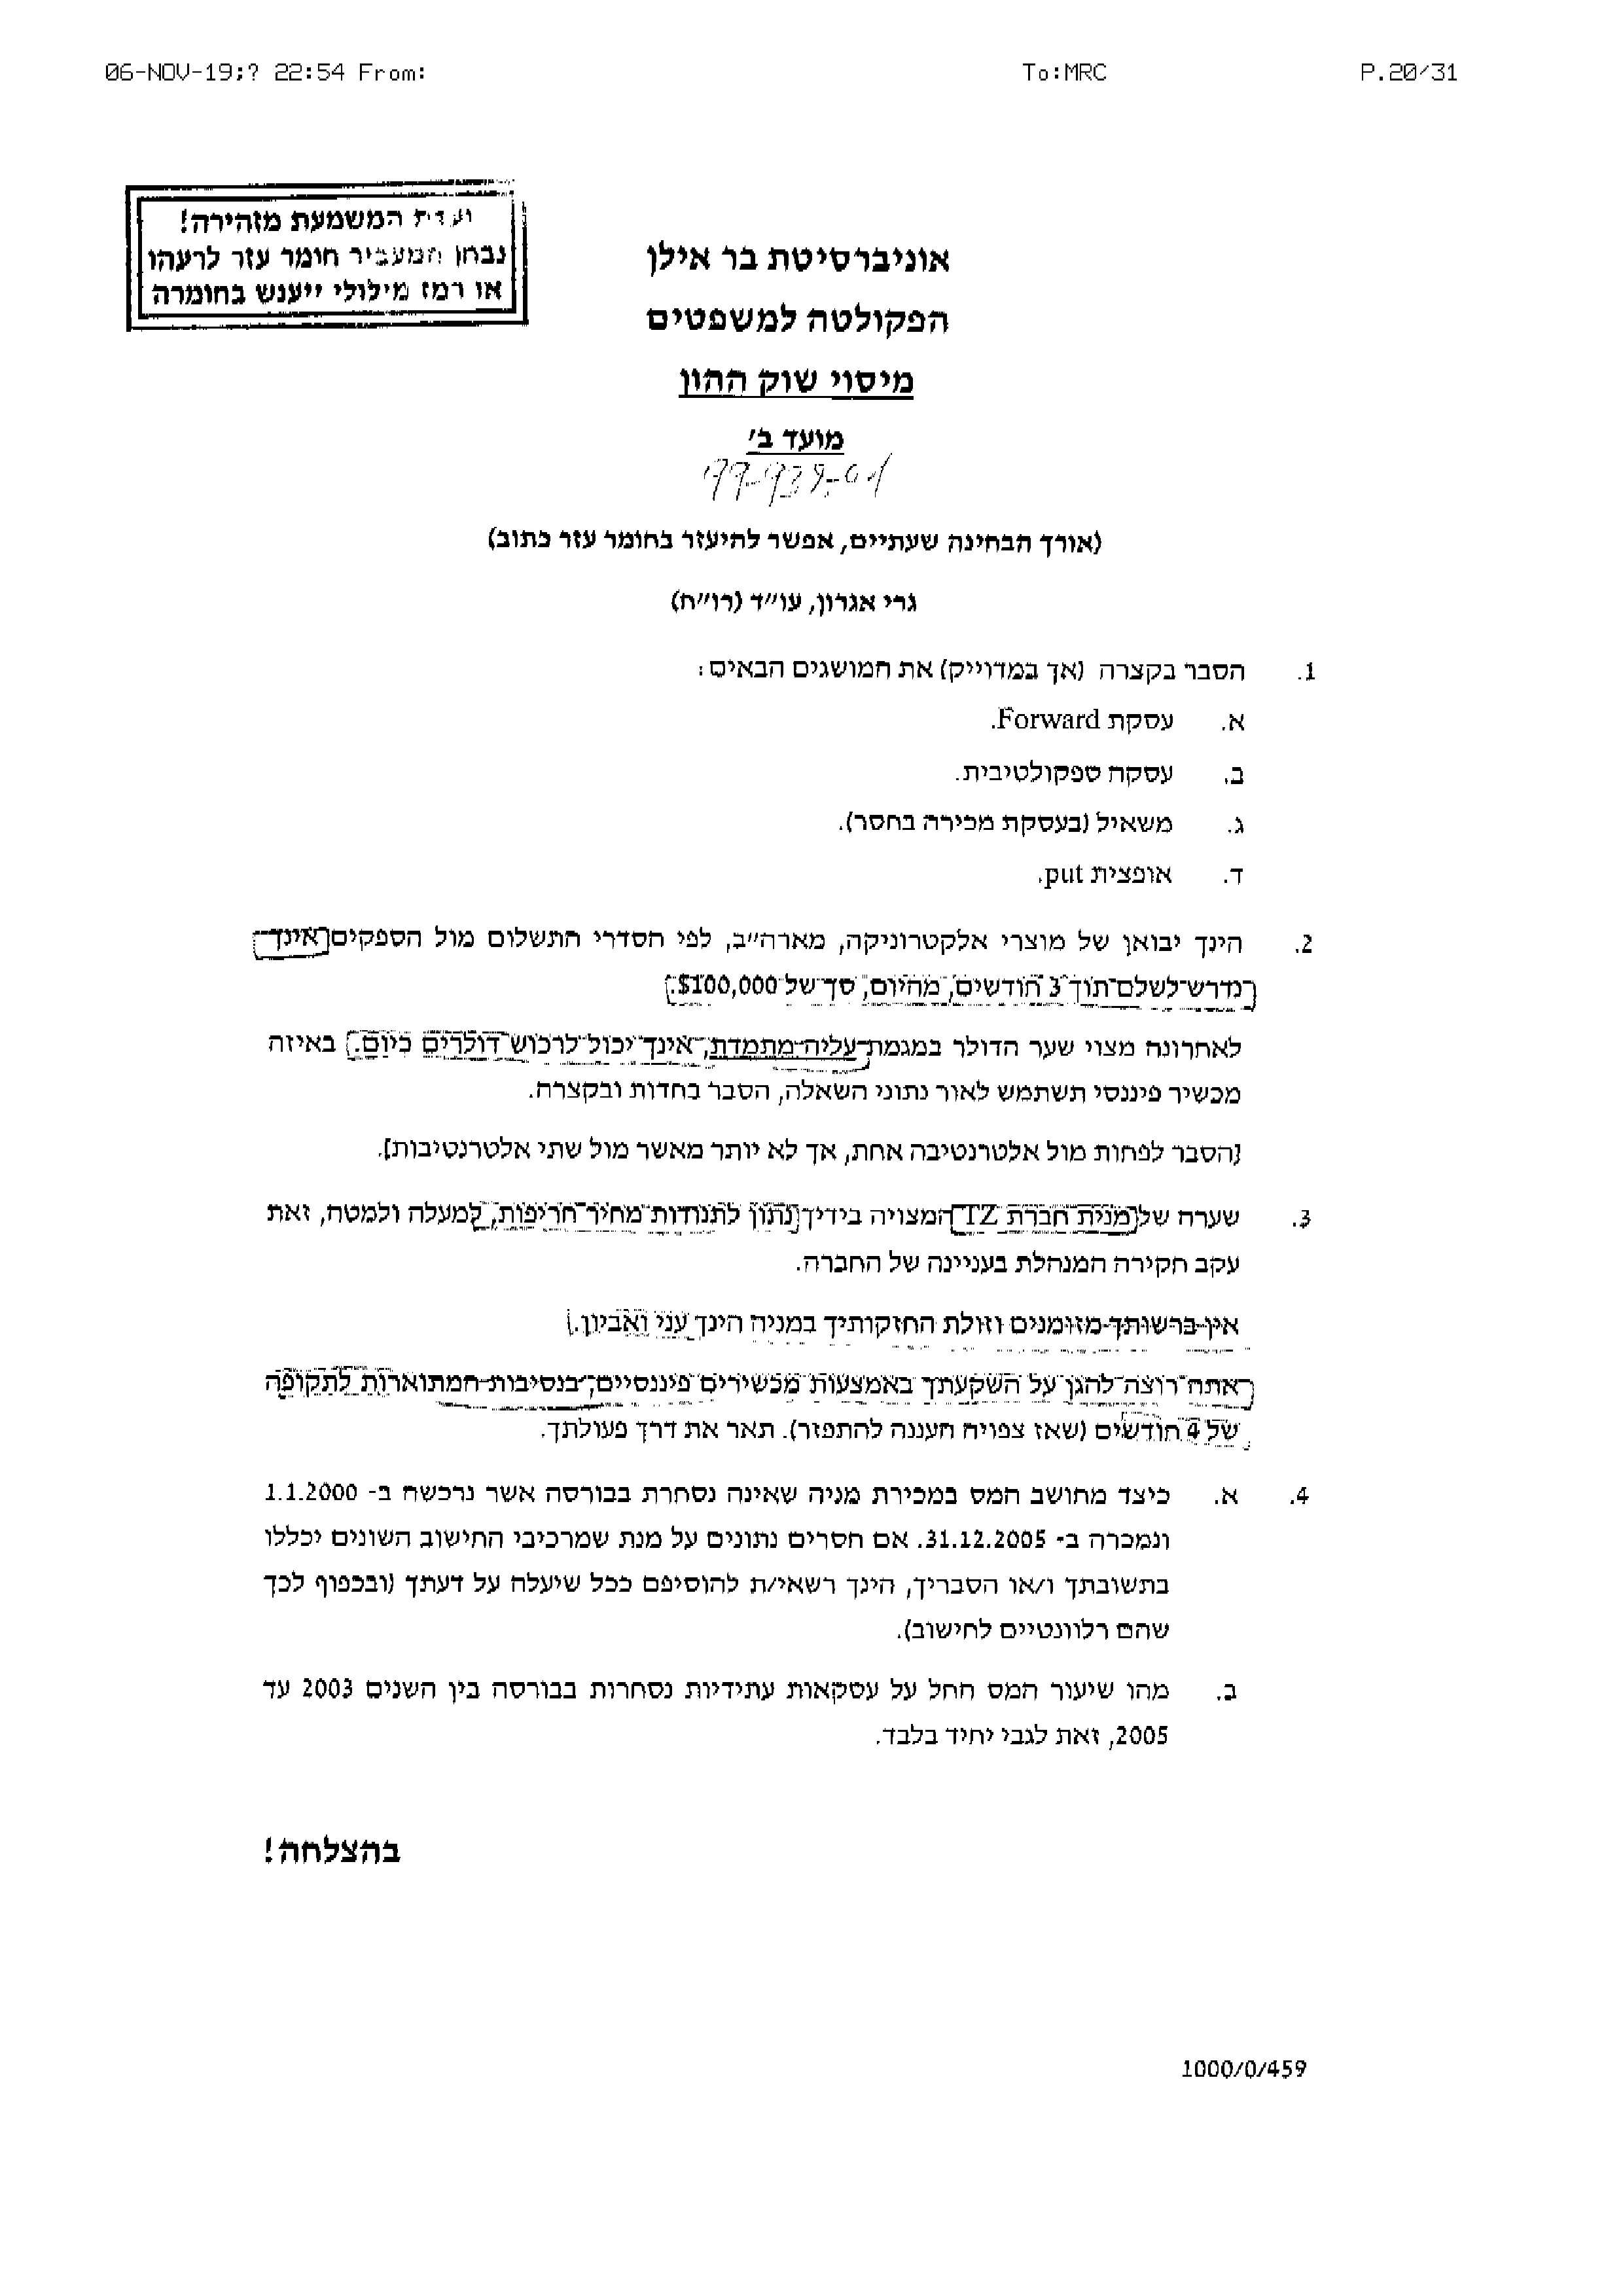 06-NOV-19;? 22:54 From: To:MRC P.20/31
ועדת המשמעת מזהירה!
נבחן המעביר חומר עזר לרעהו
או רמז מילולי ייענש בחומרה
אוניברסיטת בר אילן
הפקולטה למשפטים
מיסוי שוק ההון
מועד ב'
(אורך הבחינה שעתיים, אפשר להיעזר בחומר עזר כתוב)
גרי אגרון, עו"ד (רו"ח)
1. הסבר בקצרה (אך במדוייק) את המושגים הבאים:
א. עסקת Forward.
ב. עסקה ספקולטיבית.
ג. משאיל (בעסקת מכירה בחסר).
ד. אופצית put.
2. הינך יבואן של מוצרי אלקטרוניקה, מארה"ב, לפי הסדרי התשלום מול הספקים אינך
נדרש לשלם תוך 3 חודשים, מהיום, סך של 100,000$.
לאחרונה מצוי שער הדולר במגמת עליה מתמדת, אינך יכול לרכוש דולרים כיום. באיזה
מכשיר פיננסי תשתמש לאור נתוני השאלה, הסבר בחדות ובקצרה.
[הסבר לפחות מול אלטרנטיבה אחת, אך לא יותר מאשר מול שתי אלטרנטיבות].
3. שערה של מנית חברת TZ המצויה בידיך נתון לתנודות מחיר חריפות, למעלה ולמטה, זאת
עקב חקירה המנהלת בעניינה של החברה.
אין ברשותך מזומנים וזולת החזקותיך במניה הינך עני ואביון.
אתה רוצה להגן על השקעתך באמצעות מכשירים פיננסיים, בנסיבות המתוארות לתקופה
של 4 חודשים (שאז צפויה העננה להתפזר). תאר את דרך פעולתך.
4. א. כיצד מחושב המס במכירת מניה שאינה נסחרת בבורסה אשר נרכשה ב- 1.1.2000
ונמכרה ב- 31.12.2005. אם חסרים נתונים על מנת שמרכיבי החישוב השונים יכללו
בתשובתך ו/או הסבריך, הינך רשאי/ת להוסיפם ככל שיעלה על דעתך (ובכפוף לכך
שהם רלוונטיים לחישוב).
ב. מהו שיעור המס החל על עסקאות עתידיות נסחרות בבורסה בין השנים 2003 עד
2005, זאת לגבי יחיד בלבד.
בהצלחה!
1000/0/459